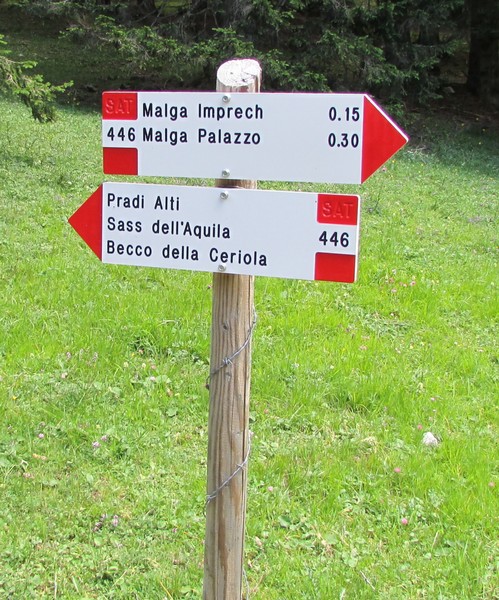 SAT Malga Imprech 0.15
446 Malga Palazzo 0.30
Pradi Alti SAT
Sass dell'Aquila 446
Becco della Ceriola